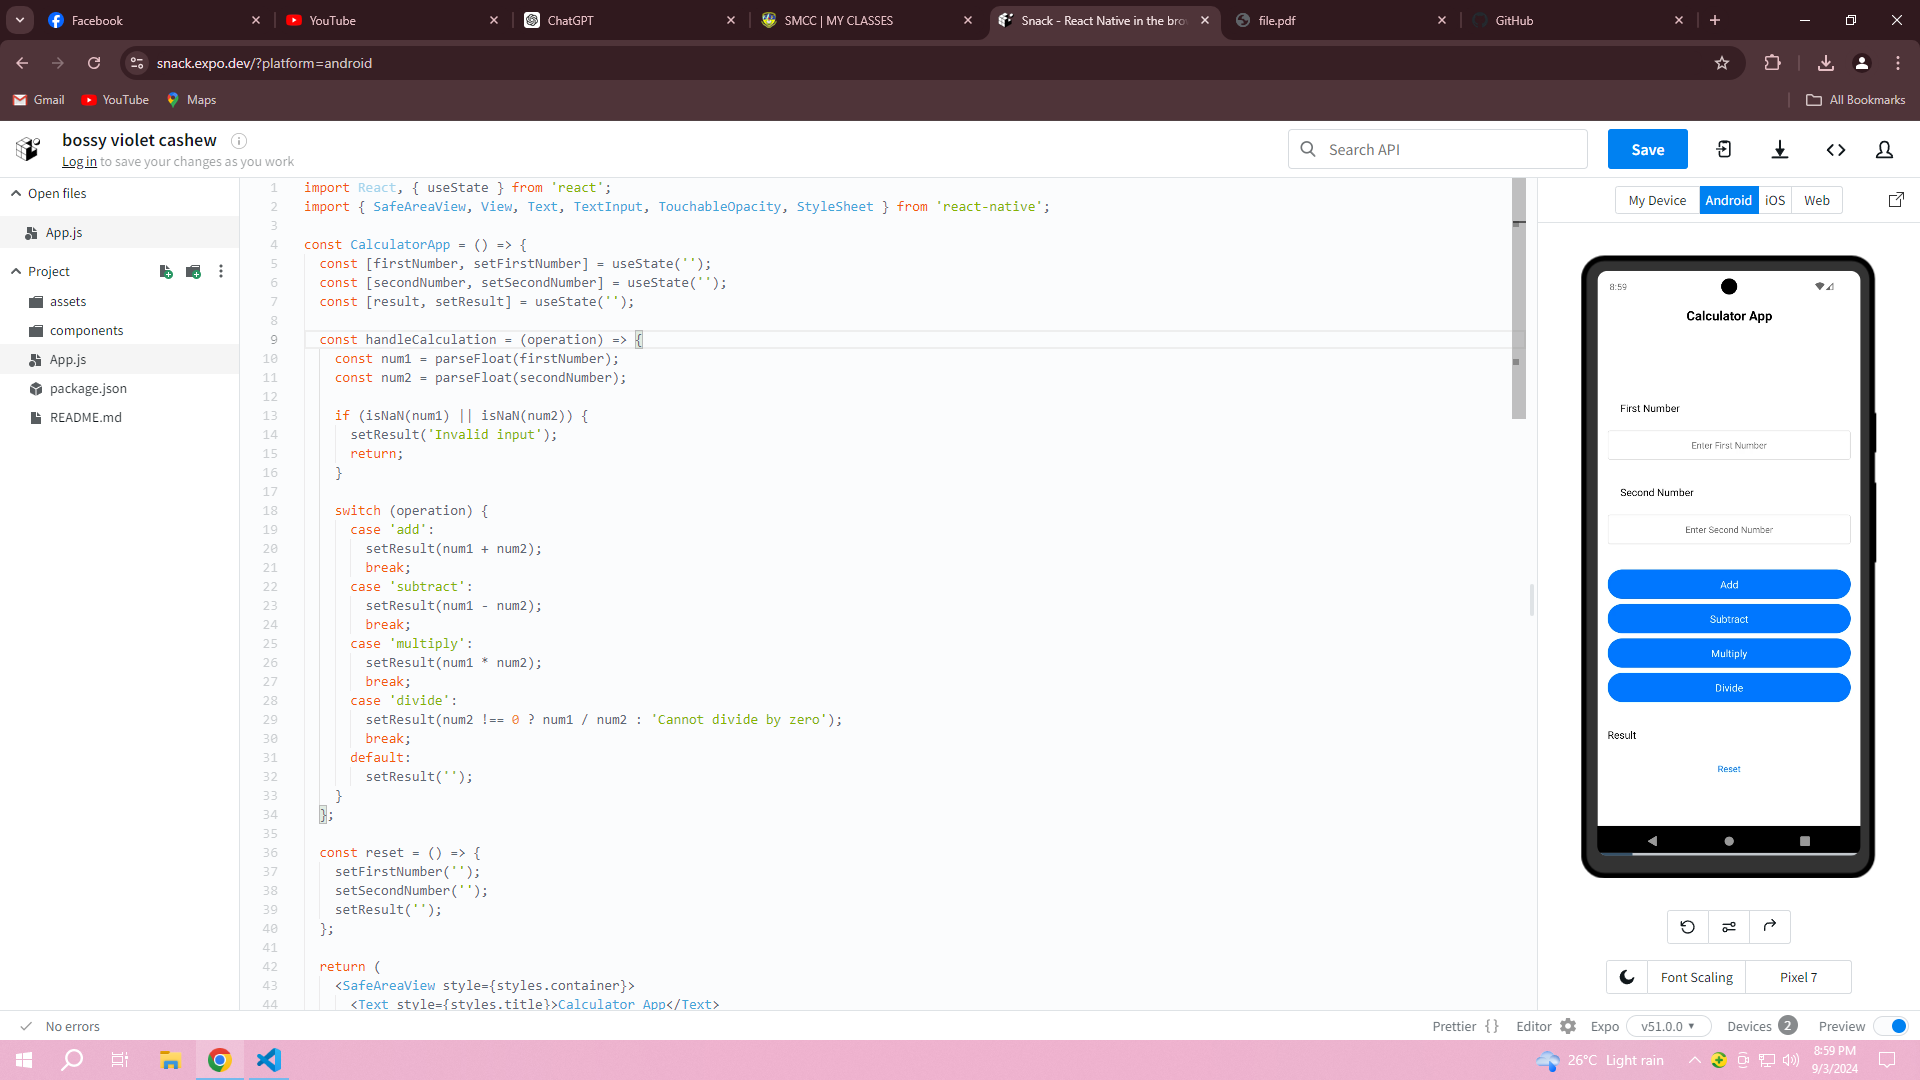 Facebook
YouTube
ChatGPT
SMCC | MY CLASSES
Snack - React Native in the bro
file.pdf
GitHub
snack.expo.dev/?platform=android
Gmail
YouTube
Maps
All Bookmarks
bossy violet cashew
Log in to save your changes as you work
Search API
Save
Open files
App.js
Project
assets
components
App.js
package.json
README.md
1 import React, { useState } from 'react';
2 import { SafeAreaView, View, Text, TextInput, TouchableOpacity, StyleSheet } from 'react-native';
3
4 const CalculatorApp = () => {
5 const [firstNumber, setFirstNumber] = useState('');
6 const [secondNumber, setSecondNumber] = useState('');
7 const [result, setResult] = useState('');
8
9 const handleCalculation = (operation) => {
10 const num1 = parseFloat(firstNumber);
11 const num2 = parseFloat(secondNumber);
12
13 if (isNaN(num1) || isNaN(num2)) {
14 setResult('Invalid input');
15 return;
16 }
17
18 switch (operation) {
19 case 'add':
20 setResult(num1 + num2);
21 break;
22 case 'subtract':
23 setResult(num1 - num2);
24 break;
25 case 'multiply':
26 setResult(num1 * num2);
27 break;
28 case 'divide':
29 setResult(num2 !== 0 ? num1 / num2 : 'Cannot divide by zero');
30 break;
31 default:
32 setResult('');
33 }
34 };
35
36 const reset = () => {
37 setFirstNumber('');
38 setSecondNumber('');
39 setResult('');
40 };
41
42 return (
43 <SafeAreaView style={styles.container}>
44 <Text style={styles.title}>Calculator App</Text>
My Device
Android
iOS
Web
8:59
Calculator App
First Number
Enter First Number
Second Number
Enter Second Number
Add
Subtract
Multiply
Divide
Result
Reset
Font Scaling
Pixel 7
No errors
Prettier { }
Editor
Expo
v51.0.0
Devices 2
Preview
26°C Light rain
8:59 PM
9/3/2024